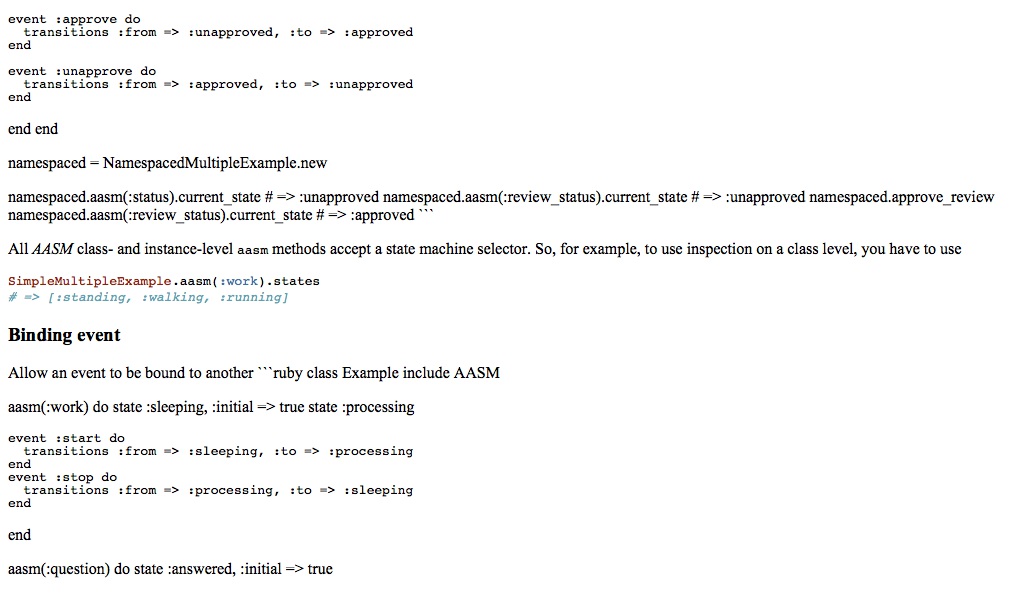 event :approve do
  transitions :from => :unapproved, :to => :approved
end
event :unapprove do
  transitions :from => :approved, :to => :unapproved
end
end end
namespaced = NamespacedMultipleExample.new
namespaced.aasm(:status).current_state # => :unapproved namespaced.aasm(:review_status).current_state # => :unapproved namespaced.approve_review
namespaced.aasm(:review_status).current_state # => :approved ```
All AASM class- and instance-level aasm methods accept a state machine selector. So, for example, to use inspection on a class level, you have to use
SimpleMultipleExample.aasm(:work).states
# => [:standing, :walking, :running]
Binding event
Allow an event to be bound to another ```ruby class Example include AASM
aasm(:work) do state :sleeping, :initial => true state :processing
event :start do
  transitions :from => :sleeping, :to => :processing
end
event :stop do
  transitions :from => :processing, :to => :sleeping
end
end
aasm(:question) do state :answered, :initial => true